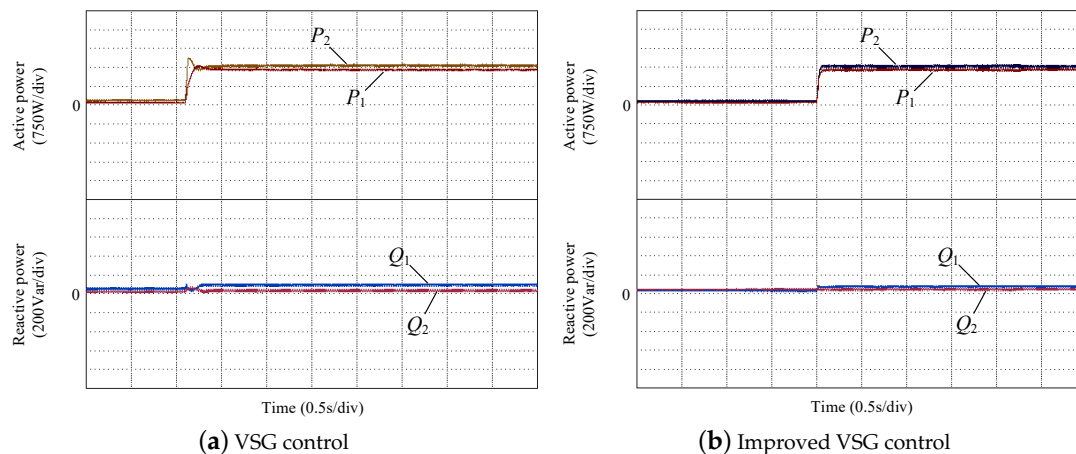 Active power
(750W/div)
0
P2
P1
Reactive power
(200Var/div)
0
Q1
Q2
Time (0.5s/div)
(a) VSG control
Active power
(750W/div)
0
P2
P1
Reactive power
(200Var/div)
0
Q1
Q2
Time (0.5s/div)
(b) Improved VSG control